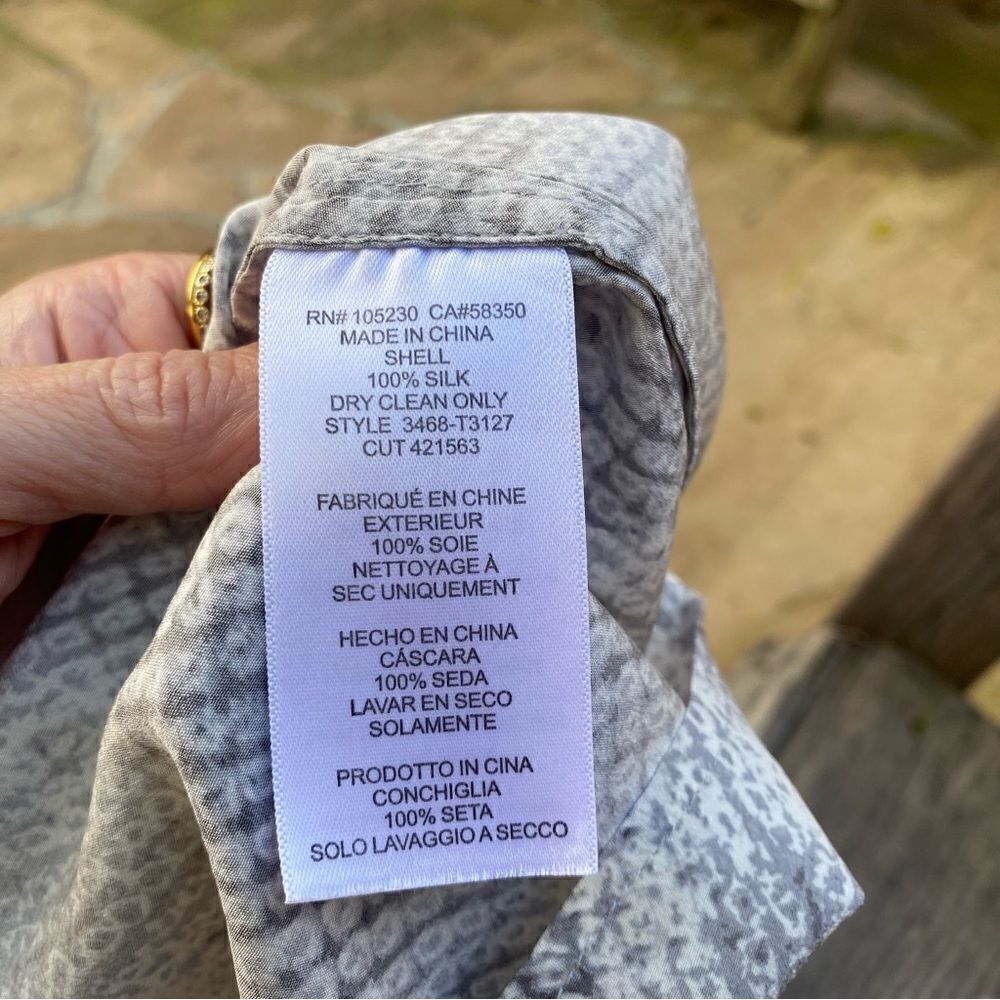 RN# 105230 CA#58350
MADE IN CHINA
SHELL
100% SILK
DRY CLEAN ONLY
STYLE 3468-T3127
CUT 421563
FABRIQUÉ EN CHINE
EXTERIEUR
100% SOIE
NETTOYAGE À
SEC UNIQUEMENT
HECHO EN CHINA
CÁSCARA
100% SEDA
LAVAR EN SECO
SOLAMENTE
PRODOTTO IN CINA
CONCHIGLIA
100% SETA
SOLO LAVAGGIO A SECCO